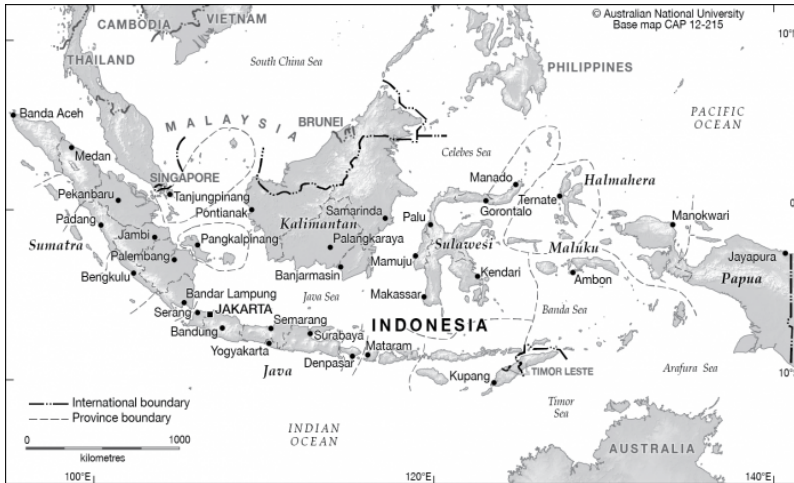 © Australian National University
Base map CAP 12-215
VIETNAM
CAMBODIA
THAILAND
South China Sea
PHILIPPINES
10°
PACIFIC
OCEAN
Banda Aceh
MALAYSIA
BRUNEI
Medan
Celebes Sea
SINGAPORE
Manado
Halmahera
Pekanbaru
Tanjungpinang
Ternate
Pontianak
Samarinda
Gorontalo
Manokwari
0°
Padang
Kalimantan
Palu
Jambi
Pangkalpinang
Palangkaraya
Sulawesi
Maluku
Sumatra
Palembang
Mamuju
Jayapura
Bengkulu
Banjarmasin
Kendari
Ambon
Papua
Bandar Lampung
Java Sea
Makassar
Serang
JAKARTA
Banda Sea
Semarang
INDONESIA
Bandung
Surabaya
Yogyakarta
Mataram
Denpasar
Java
Kupang
TIMOR LESTE
Arafura Sea
10°
International boundary
Province boundary
Timor
Sea
INDIAN
OCEAN
0
1000
kilometres
AUSTRALIA
100°E
120°E
140°E